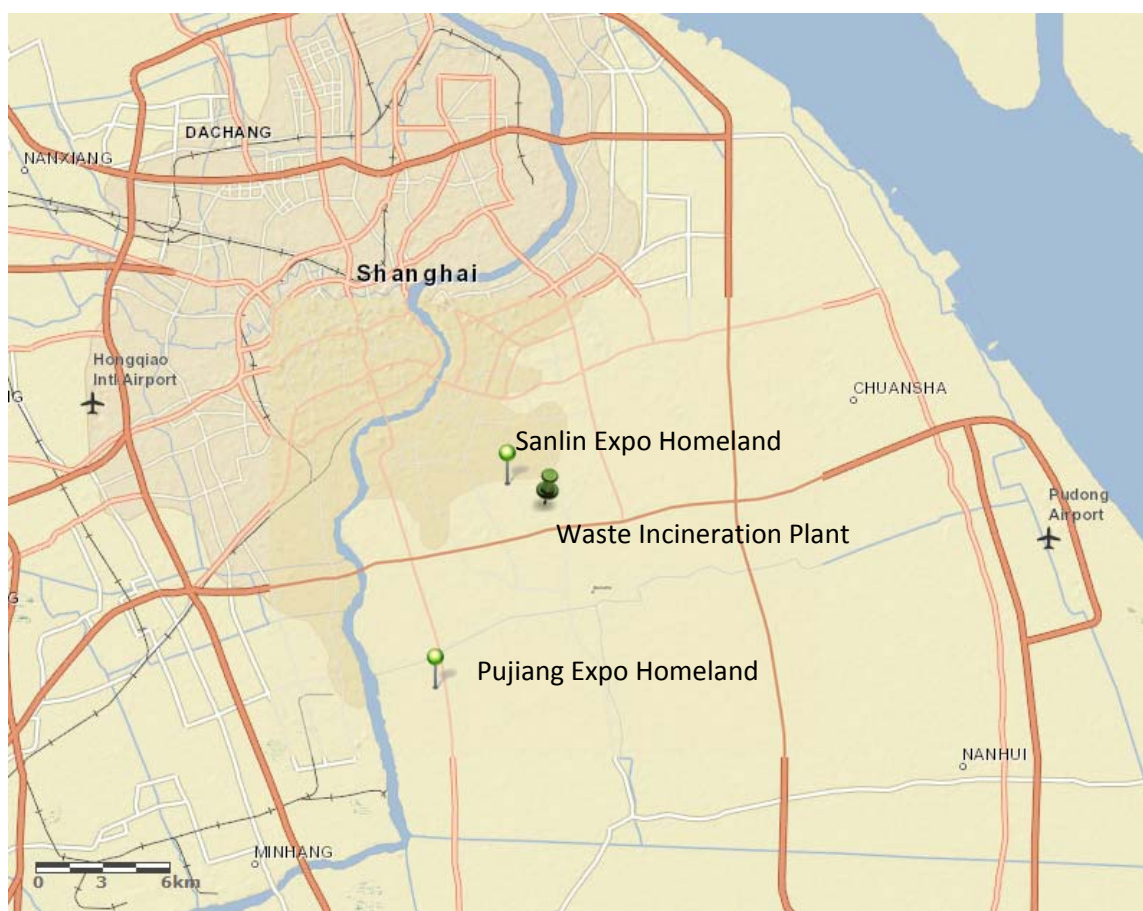 DACHANG
NANXIANG
Shanghai
Hongqiao
Intl Airport
CHUANSHA
NG
Sanlin Expo Homeland
Pudong
Airport
Waste Incineration Plant
G
Pujiang Expo Homeland
NANHUI
MINHANG
0 3 6km